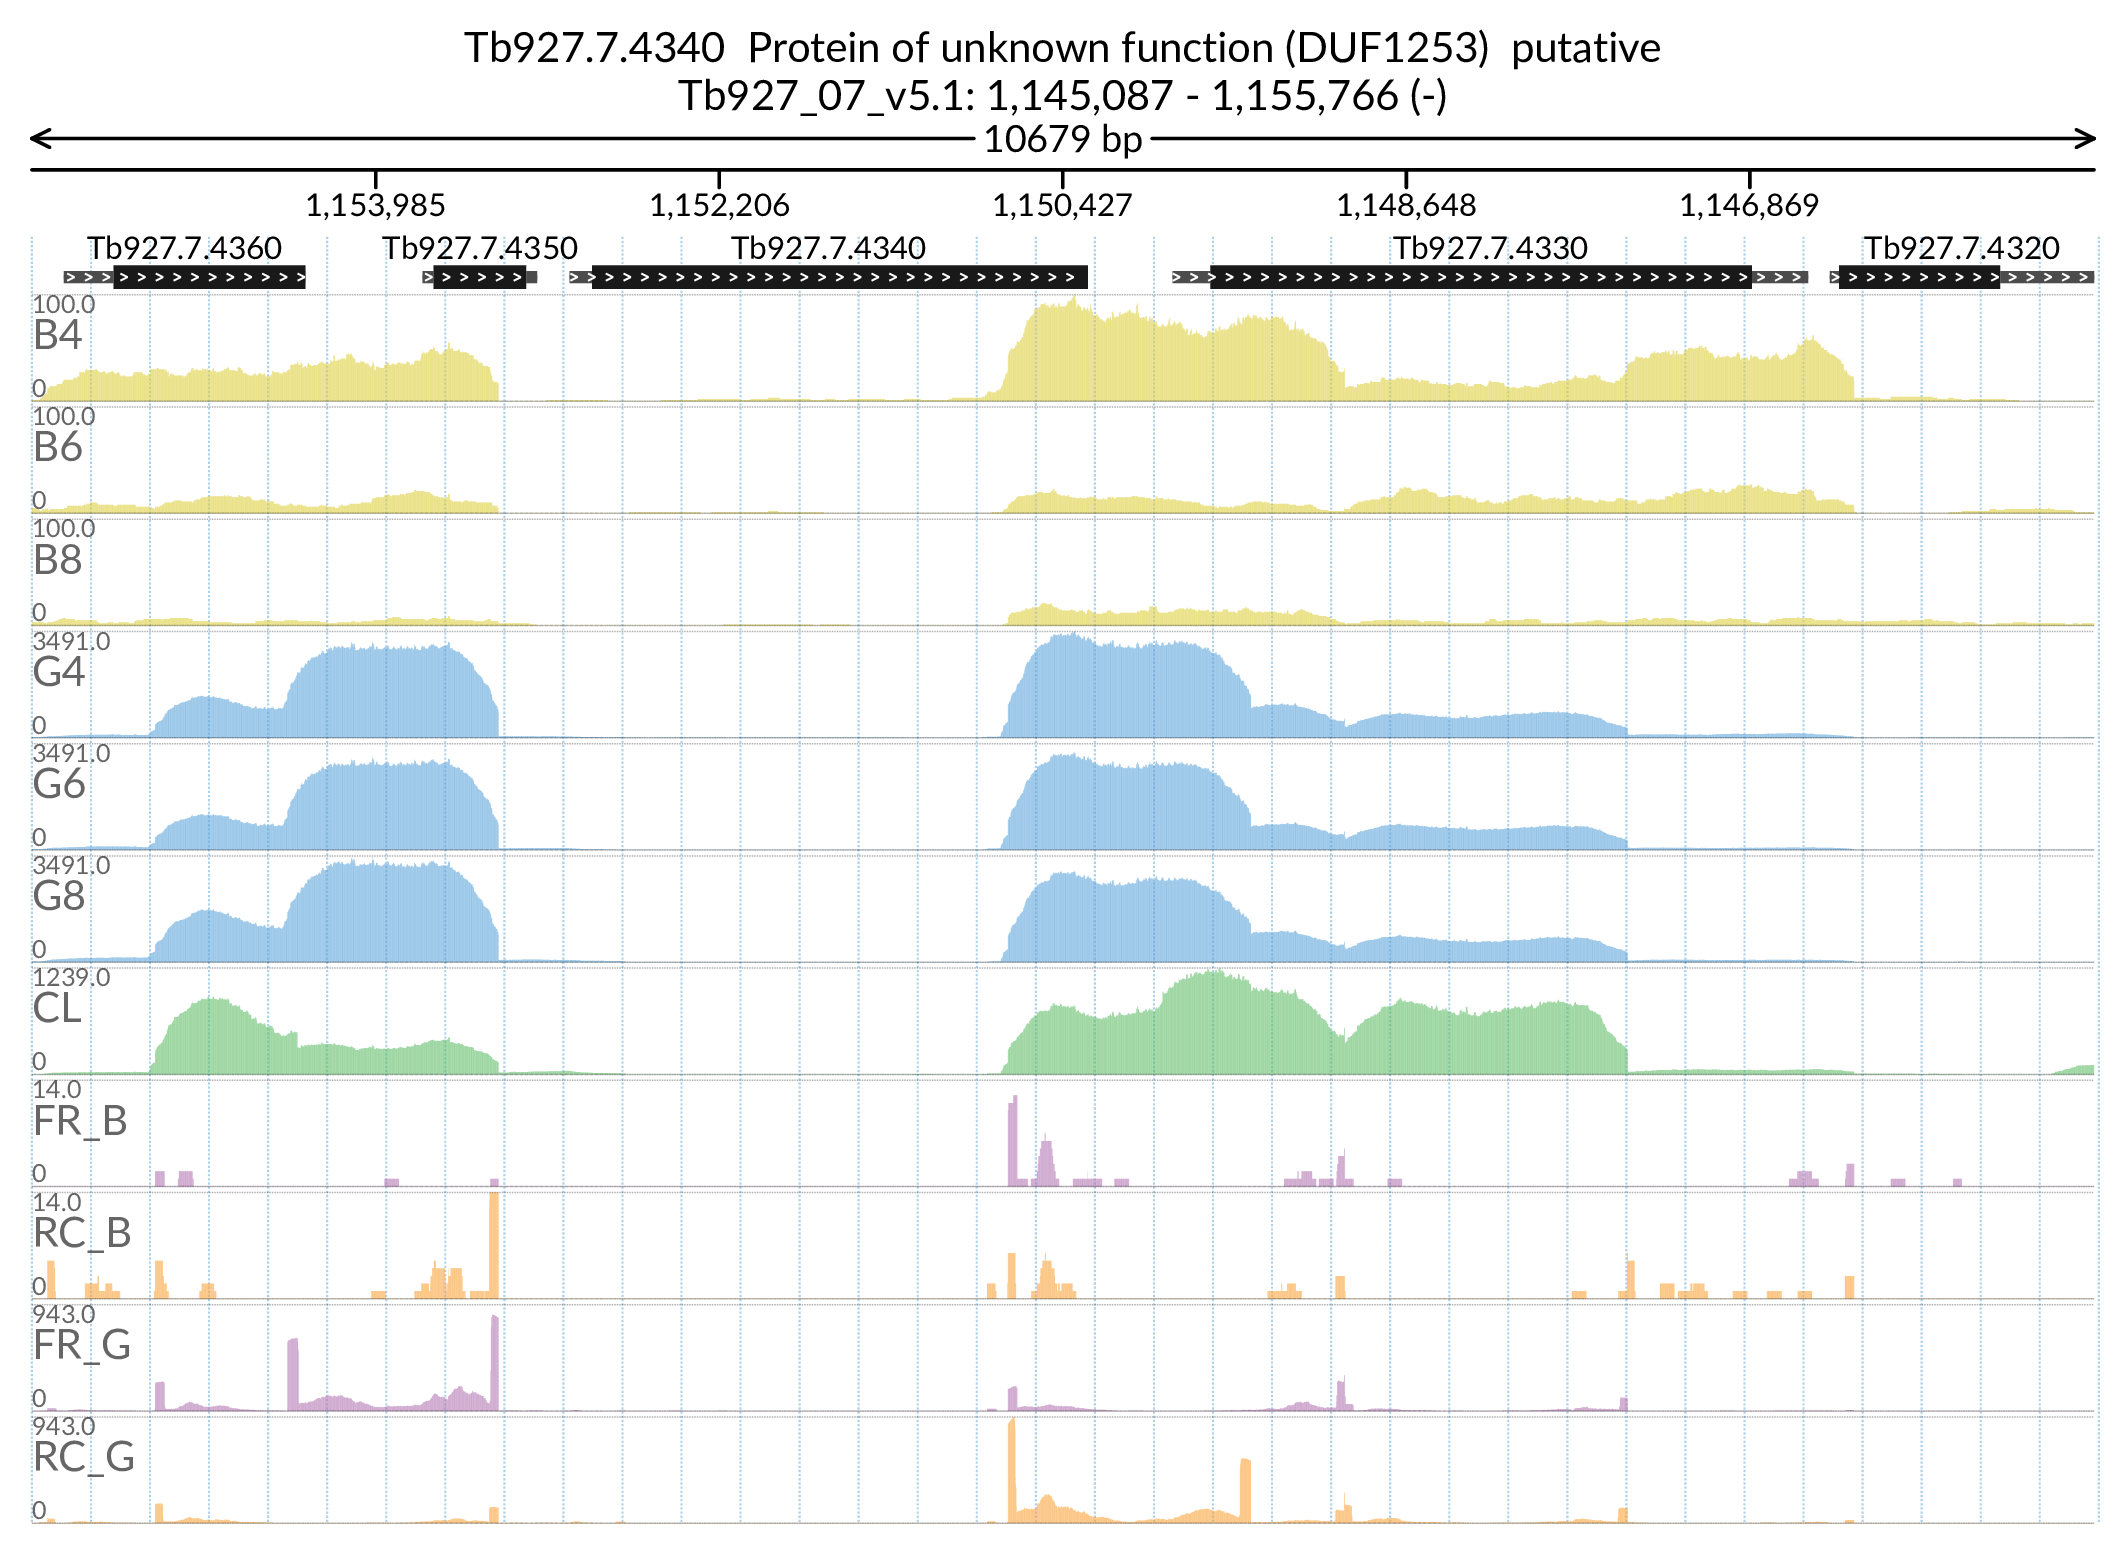 Tb927.7.4340 Protein of unknown function (DUF1253) putative
Tb927_07_v5.1: 1,145,087 - 1,155,766 (-)
10679 bp
1,153,985 1,152,206 1,150,427 1,148,648 1,146,869
Tb927.7.4360 Tb927.7.4350 Tb927.7.4340 Tb927.7.4330 Tb927.7.4320
100.0
B4
0
100.0
B6
0
100.0
B8
0
3491.0
G4
0
3491.0
G6
0
3491.0
G8
0
1239.0
CL
0
14.0
FR_B
0
14.0
RC_B
0
943.0
FR_G
0
943.0
RC_G
0